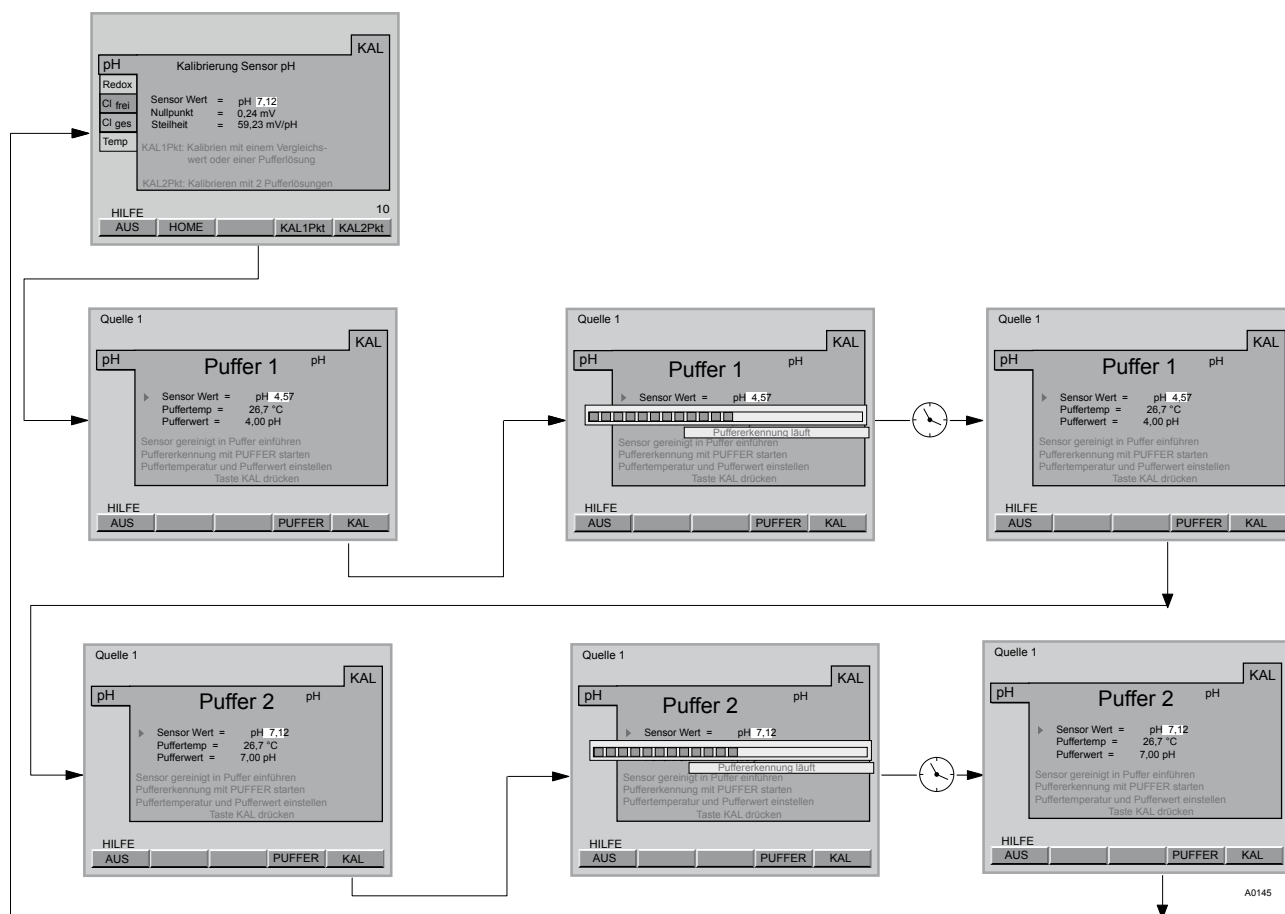 KAL
pH
Kalibrierung Sensor pH
Redox
Cl frei
Cl ges
Temp
Sensor Wert = pH 7,12
Nullpunkt = 0,24 mV
Steilheit = 59,23 mV/pH
KAL1Pkt: Kalibrien mit einem Vergleichs-
wert oder einer Pufferlösung
KAL2Pkt: Kalibrieren mit 2 Pufferlösungen
10
HILFE
AUS HOME KAL1Pkt KAL2Pkt
Quelle 1
KAL
pH
Puffer 1 pH
Sensor Wert = pH 4,57
Puffertemp = 26,7 °C
Pufferwert = 4,00 pH
Sensor gereinigt in Puffer einführen
Puffererkennung mit PUFFER starten
Puffertemperatur und Pufferwert einstellen
Taste KAL drücken
HILFE
AUS PUFFER KAL
Quelle 1
KAL
pH
Puffer 1 pH
Sensor Wert = pH 4,57
Puffererkennung läuft
Sensor gereinigt in Puffer einführen
Puffererkennung mit PUFFER starten
Puffertemperatur und Pufferwert einstellen
Taste KAL drücken
HILFE
AUS PUFFER KAL
Quelle 1
KAL
pH
Puffer 1 pH
Sensor Wert = pH 4,57
Puffertemp = 26,7 °C
Pufferwert = 4,00 pH
Sensor gereinigt in Puffer einführen
Puffererkennung mit PUFFER starten
Puffertemperatur und Pufferwert einstellen
Taste KAL drücken
HILFE
AUS PUFFER KAL
Quelle 1
KAL
pH
Puffer 2 pH
Sensor Wert = pH 7,12
Puffertemp = 26,7 °C
Pufferwert = 7,00 pH
Sensor gereinigt in Puffer einführen
Puffererkennung mit PUFFER starten
Puffertemperatur und Pufferwert einstellen
Taste KAL drücken
HILFE
AUS PUFFER KAL
Quelle 1
KAL
pH
Puffer 2 pH
Sensor Wert = pH 7,12
Puffererkennung läuft
Sensor gereinigt in Puffer einführen
Puffererkennung mit PUFFER starten
Puffertemperatur und Pufferwert einstellen
Taste KAL drücken
HILFE
AUS PUFFER KAL
Quelle 1
KAL
pH
Puffer 2 pH
Sensor Wert = pH 7,12
Puffertemp = 26,7 °C
Pufferwert = 7,00 pH
Sensor gereinigt in Puffer einführen
Puffererkennung mit PUFFER starten
Puffertemperatur und Pufferwert einstellen
Taste KAL drücken
HILFE
AUS PUFFER KAL
A0145